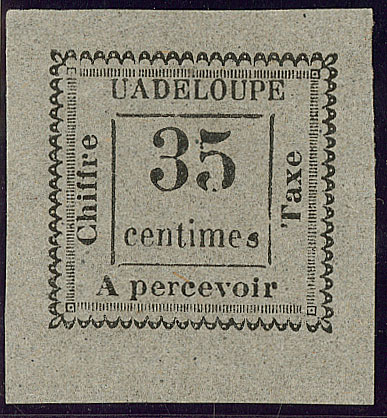 UADELOUPE
Chiffre
35
centimes
Taxe
A percevoir